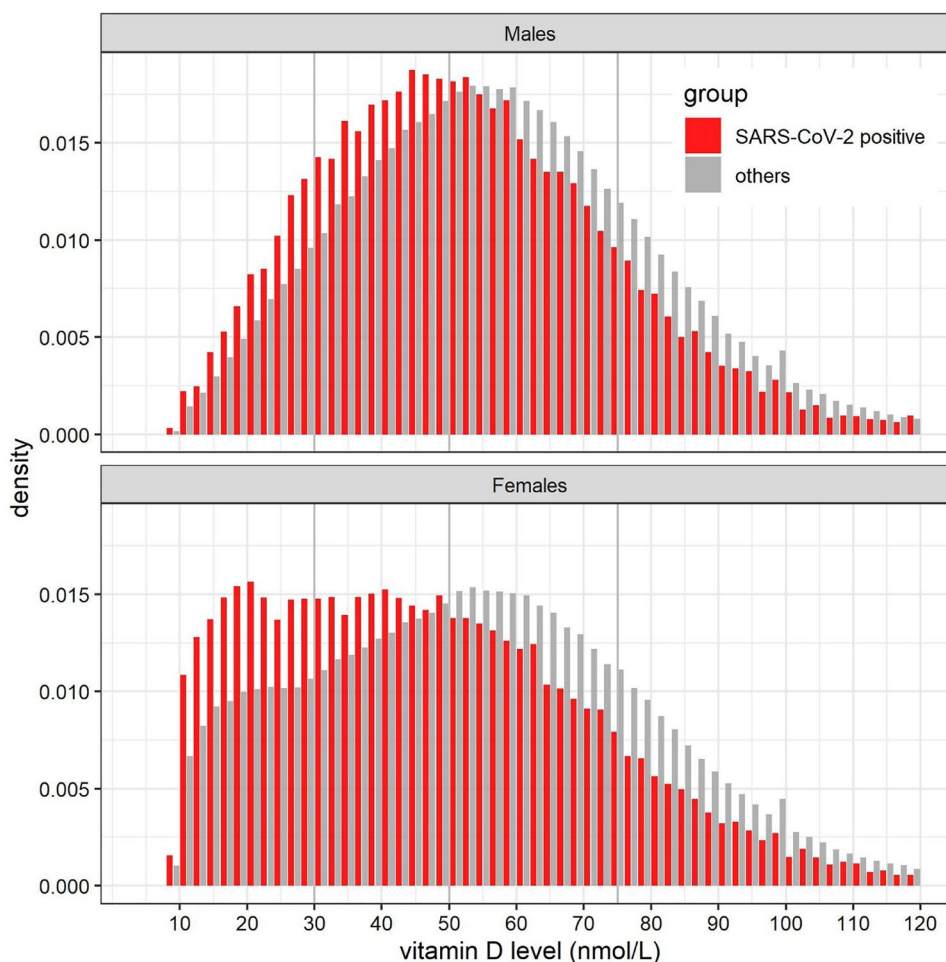 Males
group
SARS-CoV-2 positive
others
0.015
0.010
0.005
0.000
density
Females
0.015
0.010
0.005
0.000
10 20 30 40 50 60 70 80 90 100 110 120
vitamin D level (nmol/L)